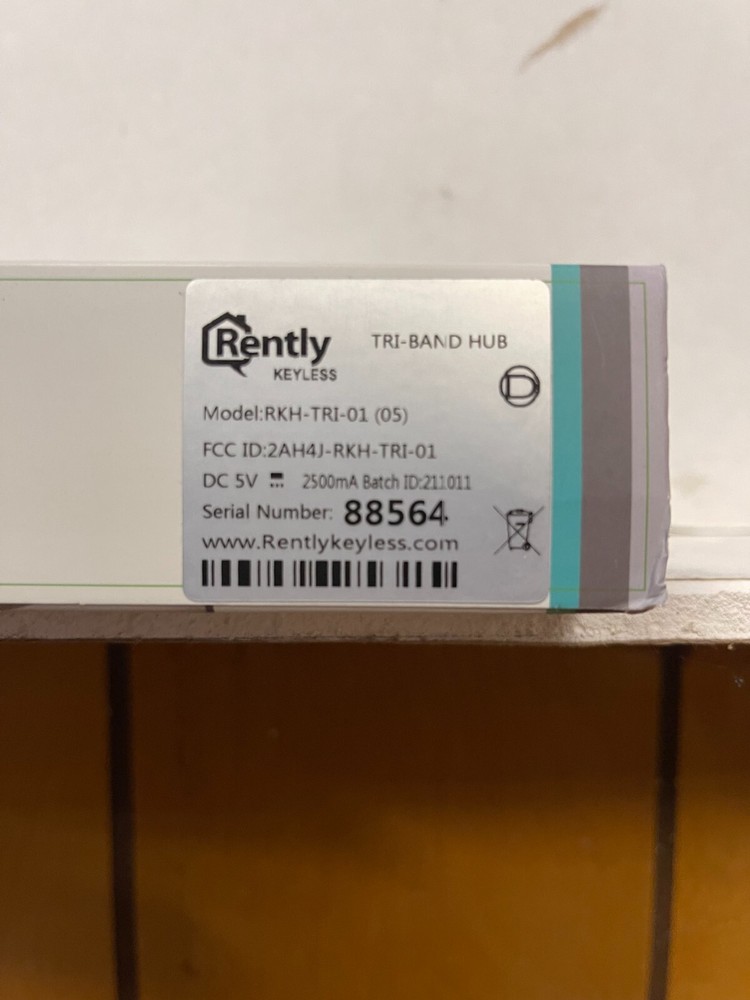 Rently
KEYLESS
TRI-BAND HUB
D
Model:RKH-TRI-01 (05)
FCC ID:2AH4J-RKH-TRI-01
DC 5V 2500mA Batch ID:211011
Serial Number: 88564
www.Rentlykeyless.com